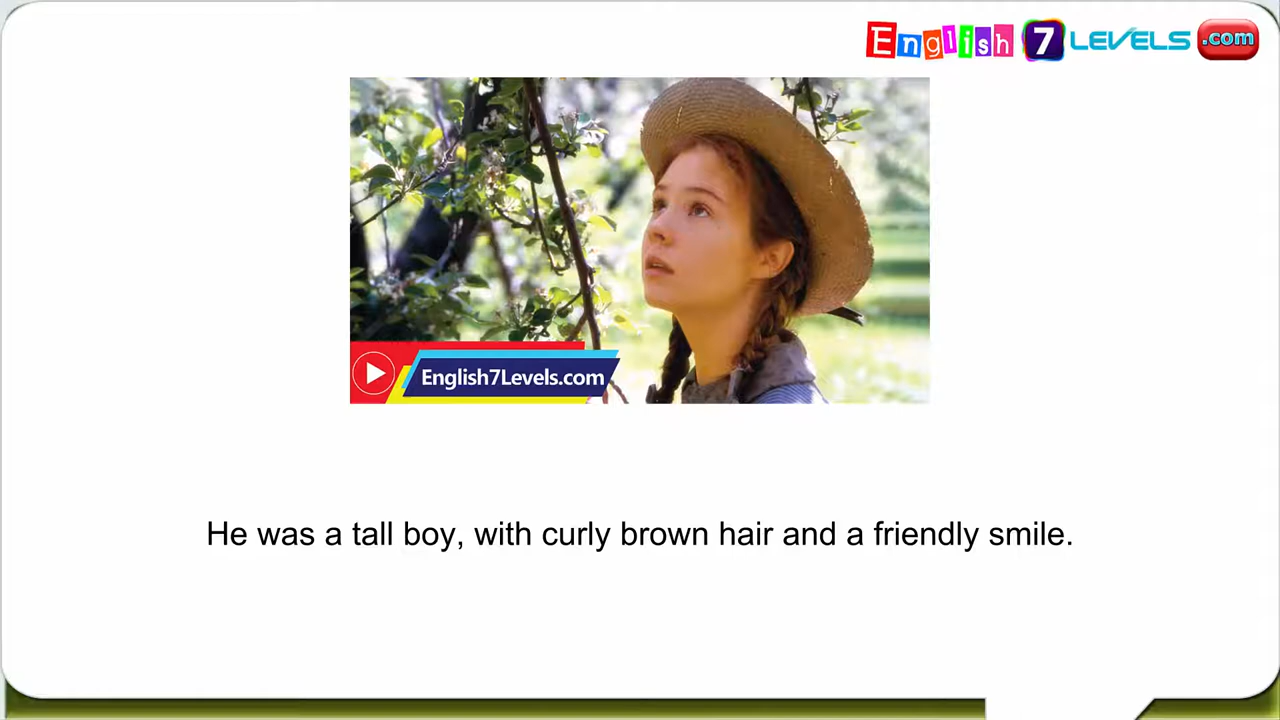 English 7 LEVELS .com
English7Levels.com
He was a tall boy, with curly brown hair and a friendly smile.